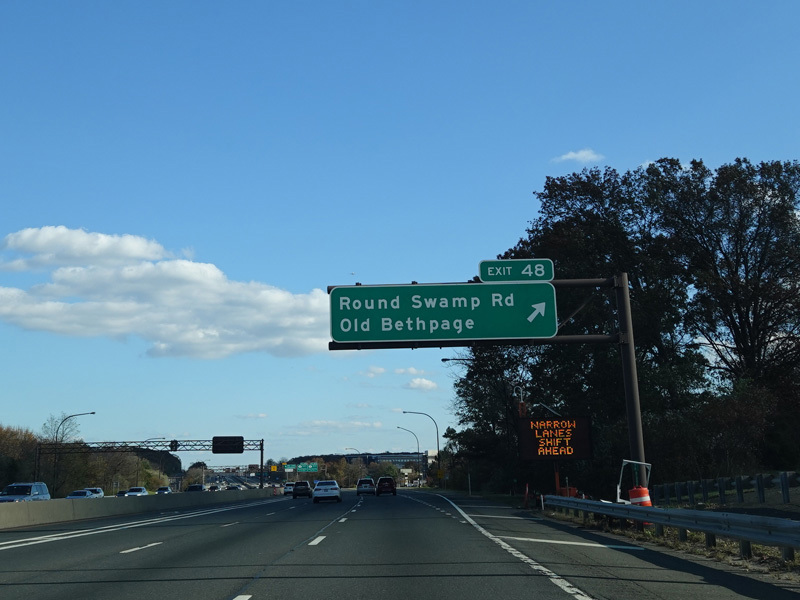 EXIT 48
Round Swamp Rd
Old Bethpage
NARROW
LANES
SHIFT
AHEAD